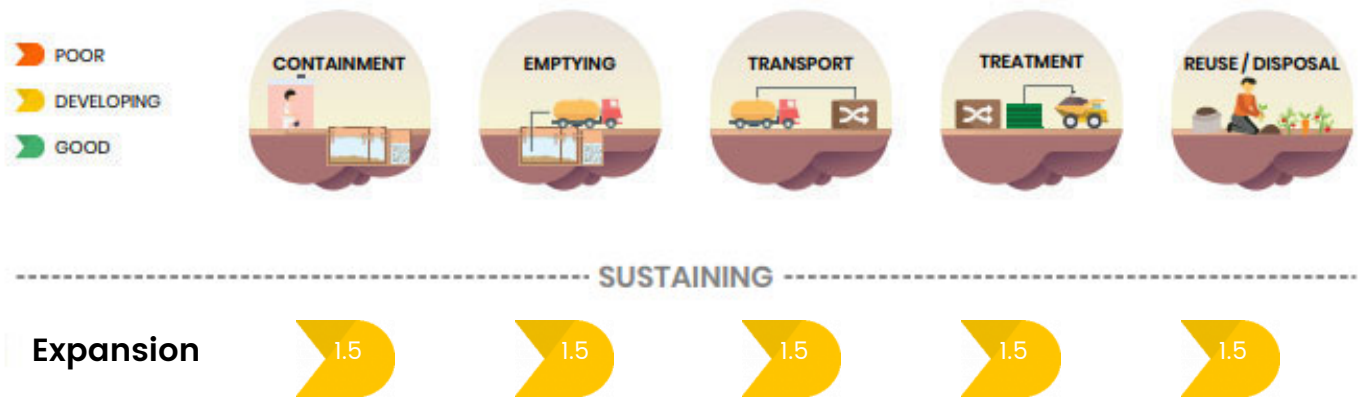 POOR
DEVELOPING
GOOD
CONTAINMENT
EMPTYING
TRANSPORT
TREATMENT
REUSE / DISPOSAL
SUSTAINING
Expansion 1.5 1.5 1.5 1.5 1.5